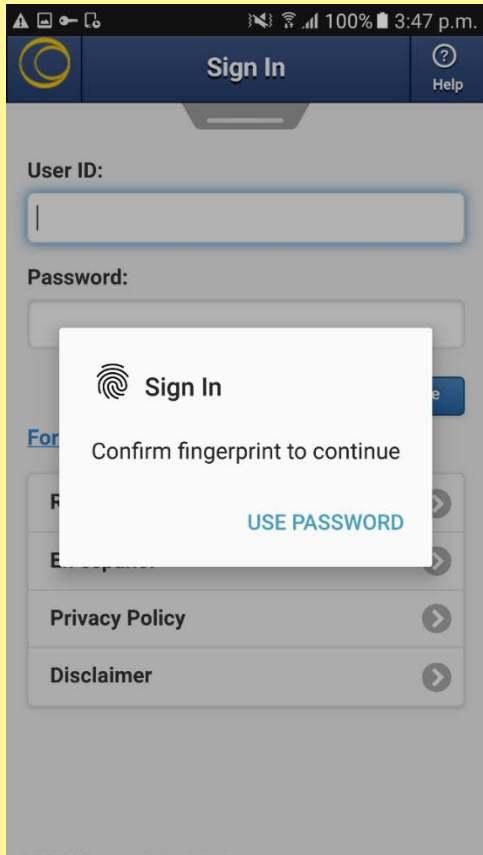 100% 3:47 p.m.
Sign In
Help
User ID:
Password:
Sign In
e
For
Confirm fingerprint to continue
R
USE PASSWORD
Privacy Policy
Disclaimer